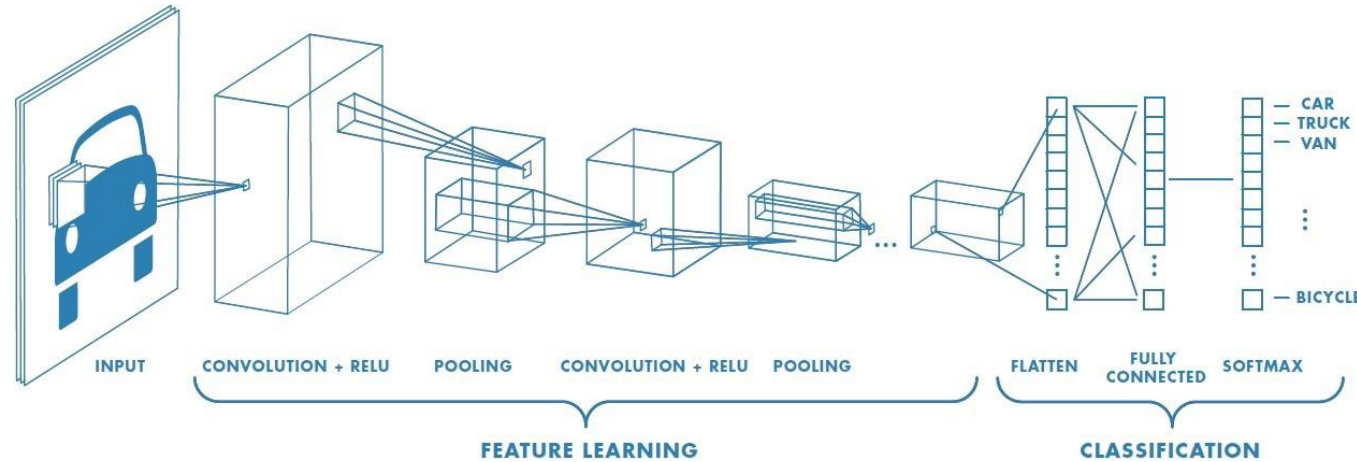 CAR
TRUCK
VAN
BICYCLE
INPUT
CONVOLUTION + RELU
POOLING
CONVOLUTION + RELU
POOLING
FLATTEN
FULLY
CONNECTED
SOFTMAX
FEATURE LEARNING
CLASSIFICATION